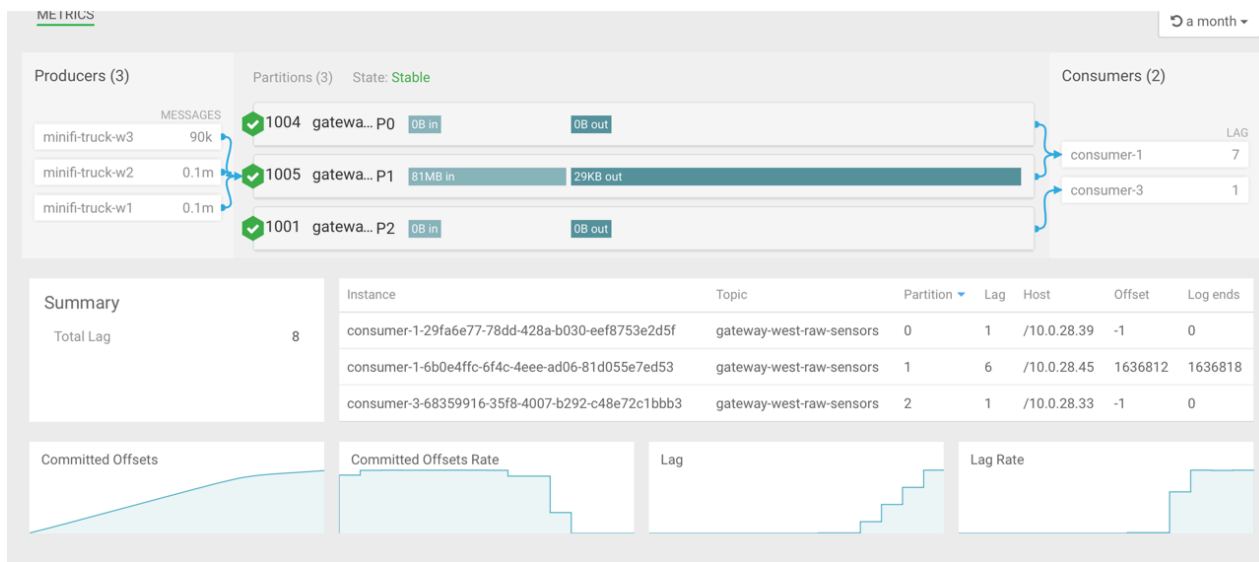 METRICS
a month
Producers (3)
Partitions (3) State: Stable
Consumers (2)
MESSAGES
LAG
minifi-truck-w3 90k
minifi-truck-w2 0.1m
minifi-truck-w1 0.1m
1004 gatewa... P0 0B in 0B out
1005 gatewa... P1 81MB in 29KB out
1001 gatewa... P2 0B in 0B out
consumer-1 7
consumer-3 1
Summary
Total Lag 8
Instance Topic Partition Lag Host Offset Log ends
consumer-1-29fa6e77-78dd-428a-b030-eef8753e2d5f gateway-west-raw-sensors 0 1 /10.0.28.39 -1 0
consumer-1-6b0e4ffc-6f4c-4eee-ad06-81d055e7ed53 gateway-west-raw-sensors 1 6 /10.0.28.45 1636812 1636818
consumer-3-68359916-35f8-4007-b292-c48e72c1bbb3 gateway-west-raw-sensors 2 1 /10.0.28.33 -1 0
Committed Offsets
Committed Offsets Rate
Lag
Lag Rate